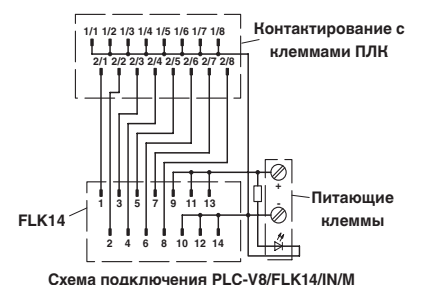 1/1 1/2 1/3 1/4 1/5 1/6 1/7 1/8
Контактирование с
клеммами ПЛК
2/1 2/2 2/3 2/4 2/5 2/6 2/7 2/8
+
1 3 5 7 9 11 13
-
Питающие
клеммы
FLK14
2 4 6 8 10 12 14
Схема подключения PLC-V8/FLK14/IN/M